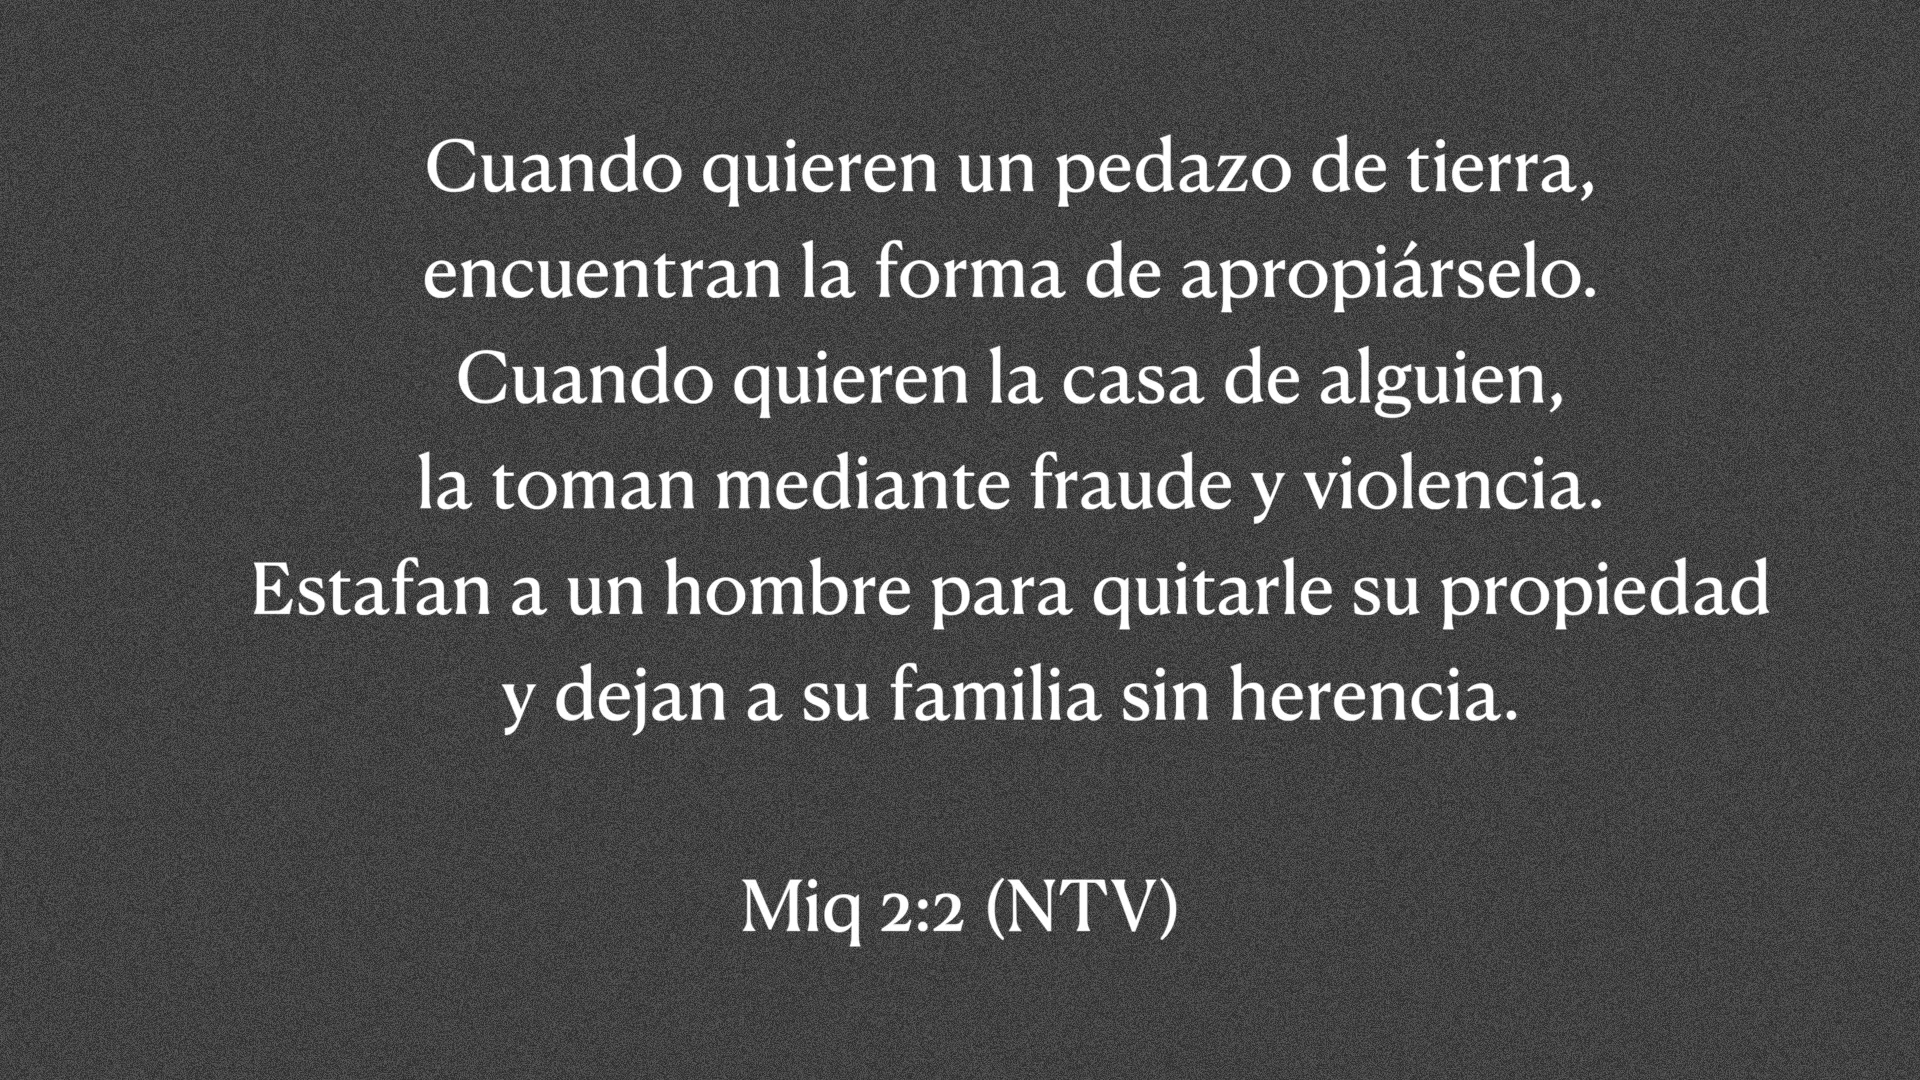 Cuando quieren un pedazo de tierra,
encuentran la forma de apropiárselo.
Cuando quieren la casa de alguien,
la toman mediante fraude y violencia.
Estafan a un hombre para quitarle su propiedad
y dejan a su familia sin herencia.
Miq 2:2 (NTV)